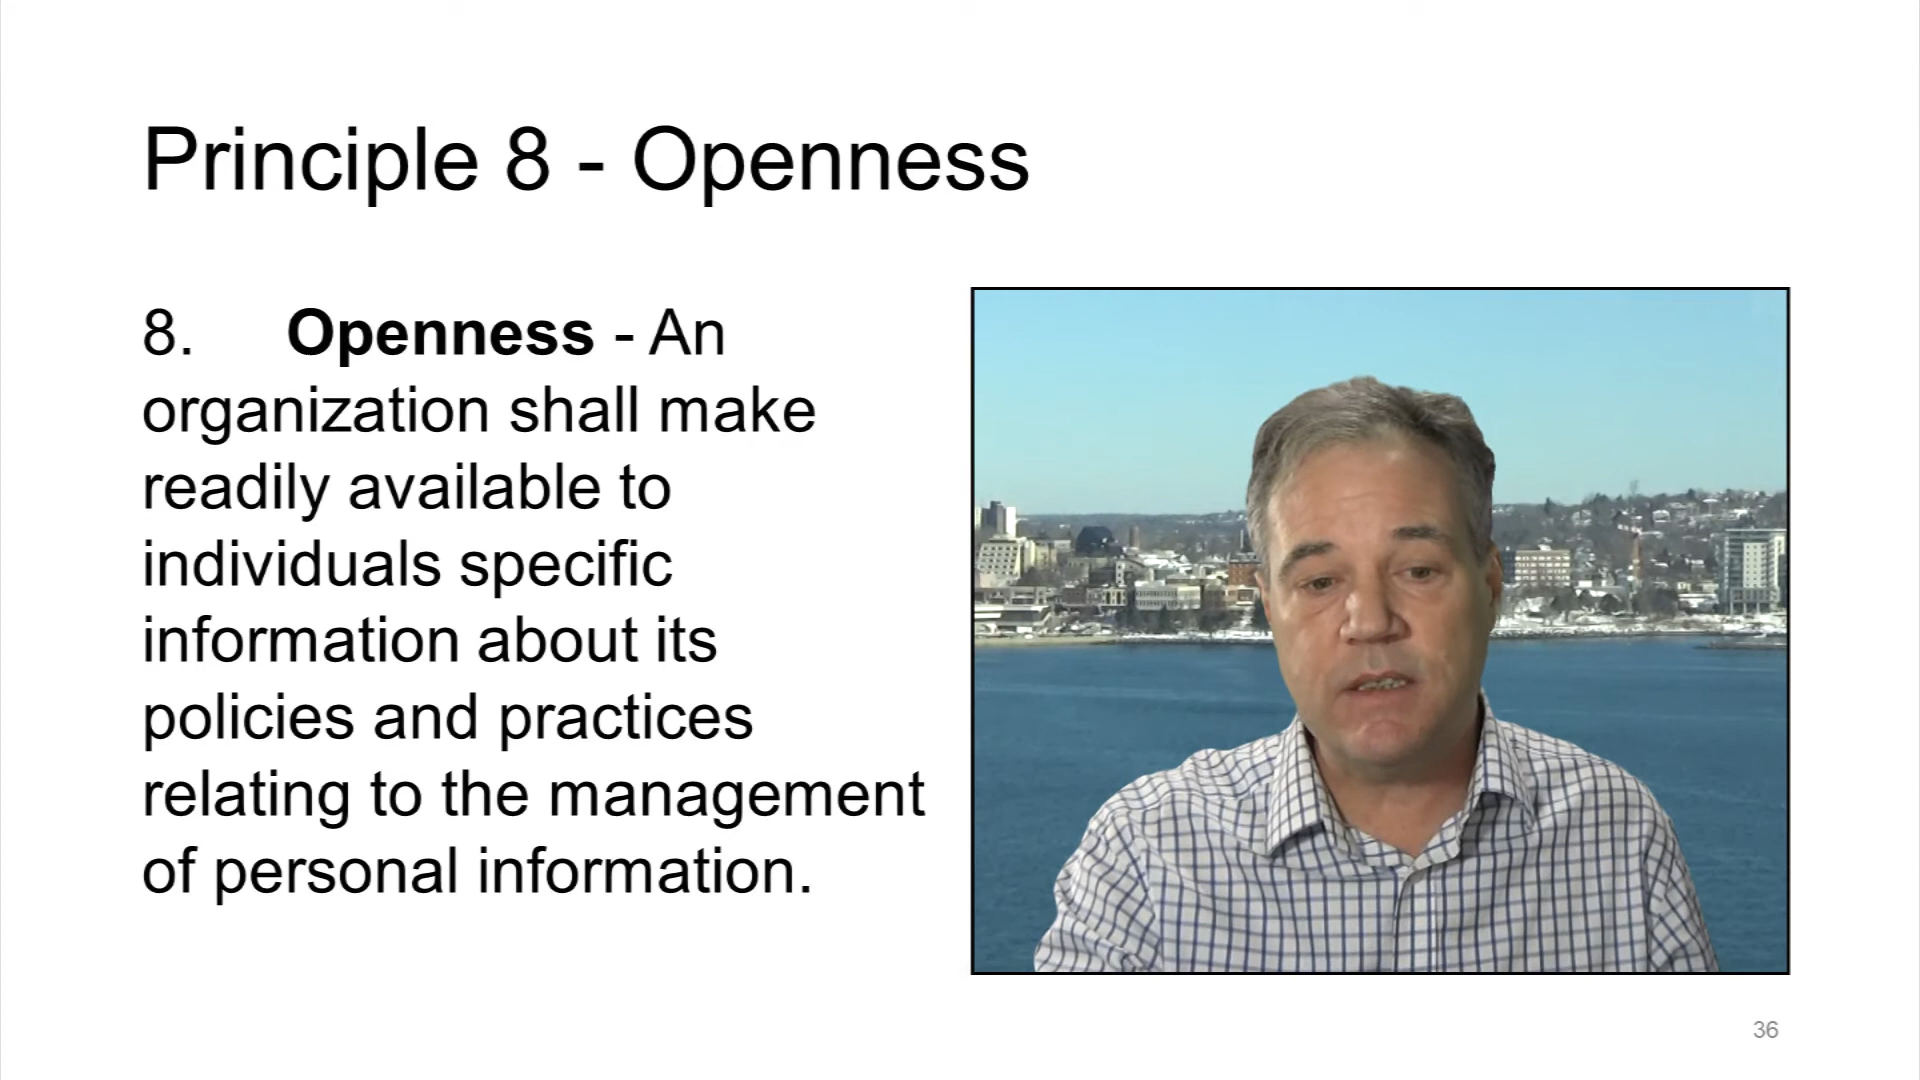 Principle 8 - Openness
8. Openness - An
organization shall make
readily available to
individuals specific
information about its
policies and practices
relating to the management
of personal information.
36